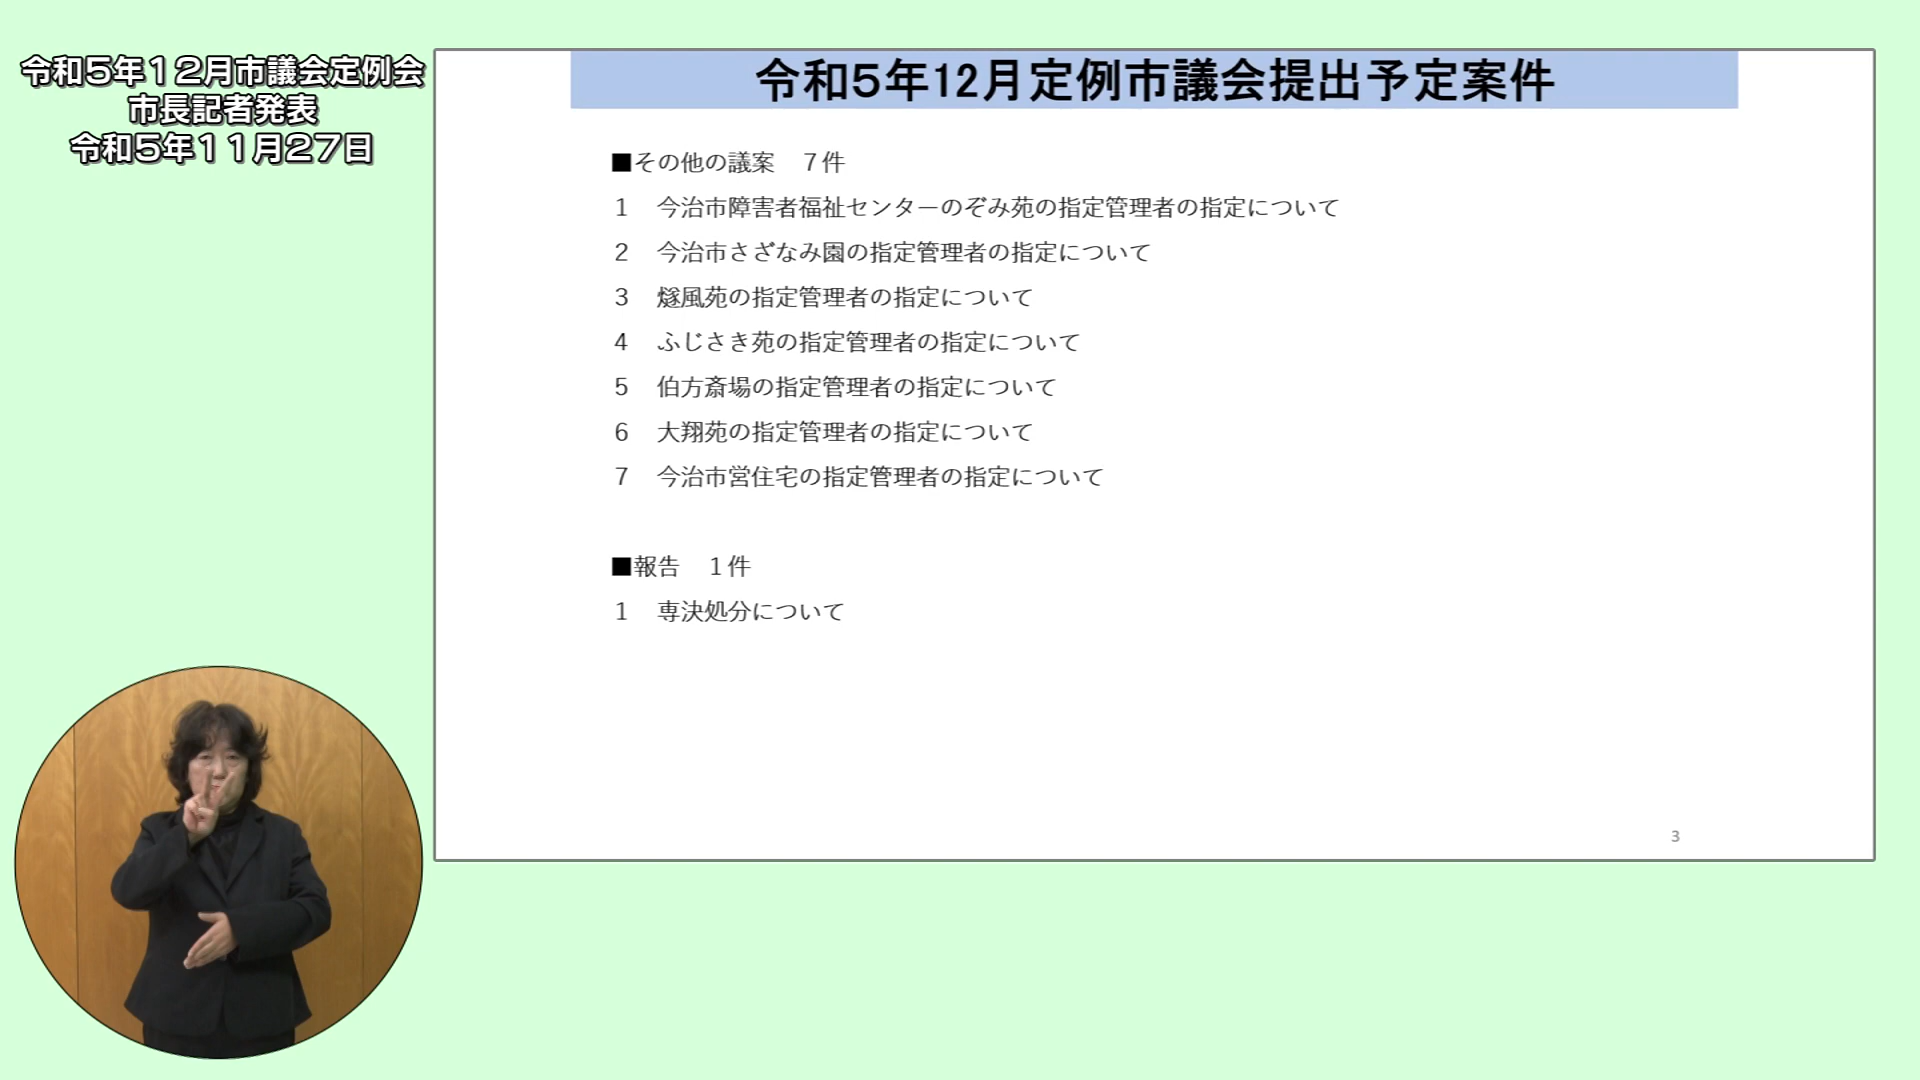 令和５年１２月市議会定例会
市長記者発表
令和５年１１月２７日
令和５年12月定例市議会提出予定案件
■その他の議案　７件
１　今治市障害者福祉センターのぞみ苑の指定管理者の指定について
２　今治市さざなみ園の指定管理者の指定について
３　燧風苑の指定管理者の指定について
４　ふじさき苑の指定管理者の指定について
５　伯方斎場の指定管理者の指定について
６　大翔苑の指定管理者の指定について
７　今治市営住宅の指定管理者の指定について
■報告　１件
１　専決処分について
3